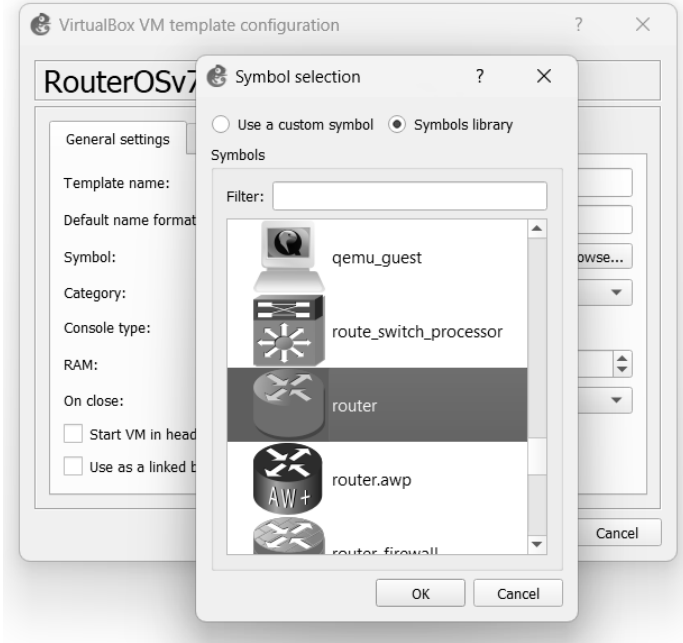 VirtualBox VM template configuration ? ×
RouterOSv7
General settings
Template name:
Default name format
Symbol:
owse...
Category:
Console type:
RAM:
On close:
Start VM in head
Use as a linked b
Cancel
Symbol selection ? ×
Use a custom symbol Symbols library
Symbols
Filter:
qemu_guest
route_switch_processor
router
AW+
router.awp
router_firewall
OK Cancel